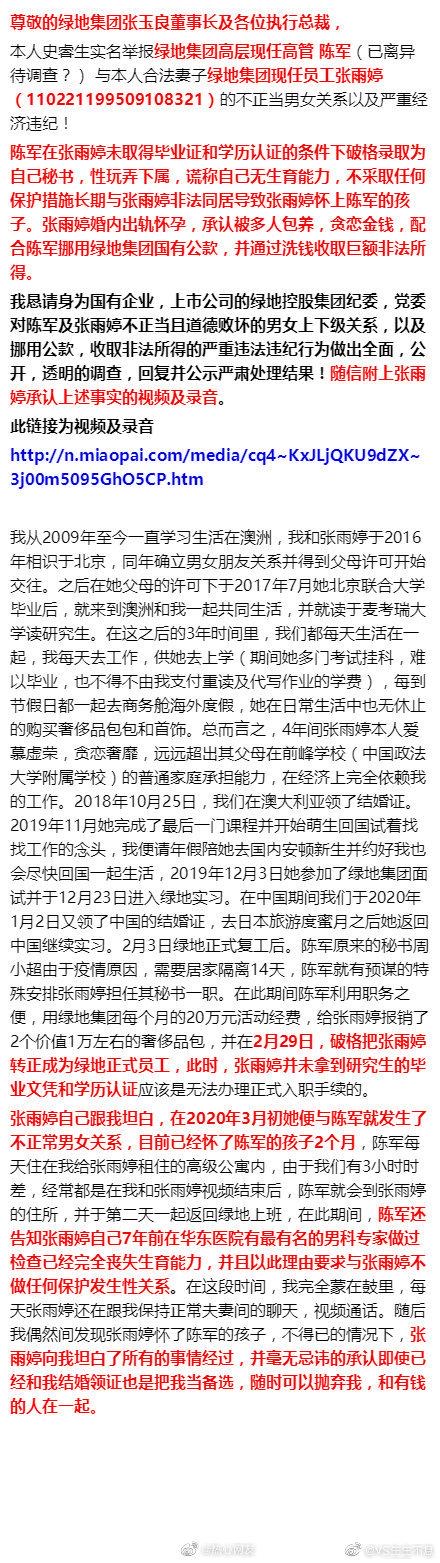 尊敬的绿地集团张玉良董事长及各位执行总裁，
本人史睿生实名举报绿地集团高层现任高管 陈军（已离异
待调查？） 与本人合法妻子绿地集团现任员工张雨婷
（110221199509108321）的不正当男女关系以及严重经
济违纪！
陈军在张雨婷未取得毕业证和学历认证的条件下破格录取为
自己秘书，性玩弄下属，谎称自己无生育能力，不采取任何
保护措施长期与张雨婷非法同居导致张雨婷怀上陈军的孩
子。张雨婷婚内出轨怀孕，承认被多人包养，贪恋金钱，配
合陈军挪用绿地集团国有公款，并通过洗钱收取巨额非法所
得。
我恳请身为国有企业，上市公司的绿地控股集团纪委，党委
对陈军及张雨婷不正当且道德败坏的男女上下级关系，以及
挪用公款，收取非法所得的严重违法违纪行为做出全面，公
开，透明的调查，回复并公示严肃处理结果！随信附上张雨
婷承认上述事实的视频及录音。
此链接为视频及录音
http://n.miaopai.com/media/cq4~KxJLjQKU9dZX~
3j00m5095GhO5CP.htm
我从2009年至今一直学习生活在澳洲，我和张雨婷于2016
年相识于北京，同年确立男女朋友关系并得到父母许可开始
交往。之后在她父母的许可下于2017年7月她北京联合大学
毕业后，就来到澳洲和我一起共同生活，并就读于麦考瑞大
学读研究生。在这之后的3年时间里，我们都每天生活在一
起，我每天去工作，供她去上学（期间她多门考试挂科，难
以毕业，也不得不由我支付重读及代写作业的学费），每到
节假日都一起去商务舱海外度假，她在日常生活中也无休止
的购买奢侈品包包和首饰。总而言之，4年间张雨婷本人爱
慕虚荣，贪恋奢靡，远远超出其父母在前峰学校（中国政法
大学附属学校）的普通家庭承担能力，在经济上完全依赖我
的工作。2018年10月25日，我们在澳大利亚领了结婚证。
2019年11月她完成了最后一门课程并开始萌生回国试着找
找工作的念头，我便请年假陪她去国内安顿新生并约好我也
会尽快回国一起生活，2019年12月3日她参加了绿地集团面
试并于12月23日进入绿地实习。在中国期间我们于2020年
1月2日又领了中国的结婚证，去日本旅游度蜜月之后她返回
中国继续实习。2月3日绿地正式复工后。陈军原来的秘书周
小超由于疫情原因，需要居家隔离14天，陈军就有预谋的特
殊安排张雨婷担任其秘书一职。在此期间陈军利用职务之
便，用绿地集团每个月的20万元活动经费，给张雨婷报销了
2个价值1万左右的奢侈品包，并在2月29日，破格把张雨婷
转正成为绿地正式员工，此时，张雨婷并未拿到研究生的毕
业文凭和学历认证应该是无法办理正式入职手续的。
张雨婷自己跟我坦白，在2020年3月初她便与陈军就发生了
不正常男女关系，目前已经怀了陈军的孩子2个月，陈军每
天住在我给张雨婷租住的高级公寓内，由于我们有3小时时
差，经常都是在我和张雨婷视频结束后，陈军就会到张雨婷
的住所，并于第二天一起返回绿地上班，在此期间，陈军还
告知张雨婷自己7年前在华东医院有最有名的男科专家做过
检查已经完全丧失生育能力，并且以此理由要求与张雨婷不
做任何保护发生性关系。在这段时间，我完全蒙在鼓里，每
天张雨婷还在跟我保持正常夫妻间的聊天，视频通话。随后
我偶然间发现张雨婷怀了陈军的孩子，不得已的情况下，张
雨婷向我坦白了所有的事情经过，并毫无忌讳的承认即使已
经和我结婚领证也是把我当备选，随时可以抛弃我，和有钱
的人在一起。